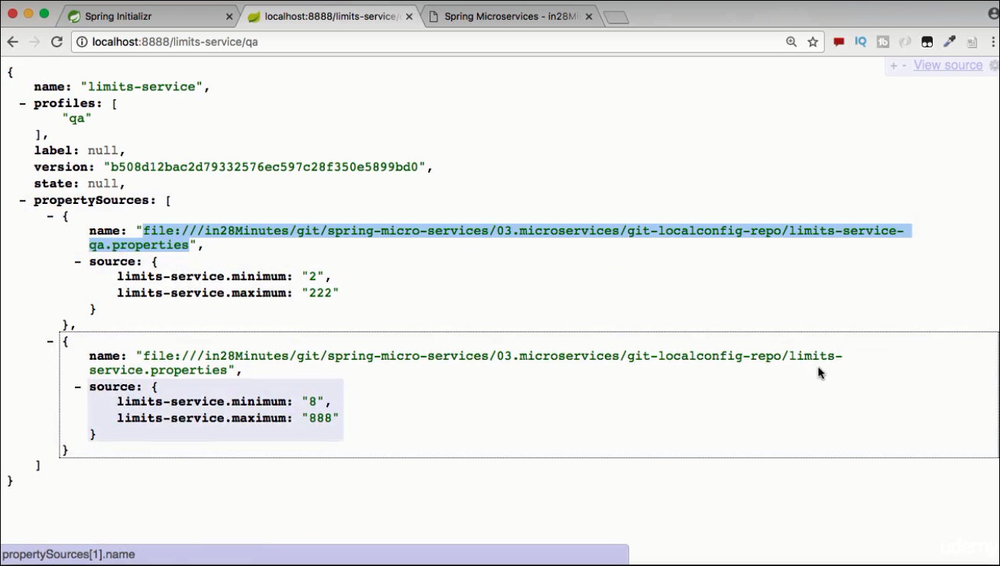 Spring Initializr
localhost:8888/limits-service/
Spring Microservices - in28Mi
localhost:8888/limits-service/qa
IQ
+ - View source
{
name: "limits-service",
- profiles: [
"qa"
],
label: null,
version: "b508d12bac2d79332576ec597c28f350e5899bd0",
state: null,
- propertySources: [
- {
name: "file:///in28Minutes/git/spring-micro-services/03.microservices/git-localconfig-repo/limits-service-
qa.properties",
- source: {
limits-service.minimum: "2",
limits-service.maximum: "222"
}
},
- {
name: "file:///in28Minutes/git/spring-micro-services/03.microservices/git-localconfig-repo/limits-
service.properties",
- source: {
limits-service.minimum: "8",
limits-service.maximum: "888"
}
}
]
}
propertySources[1].name
udemy